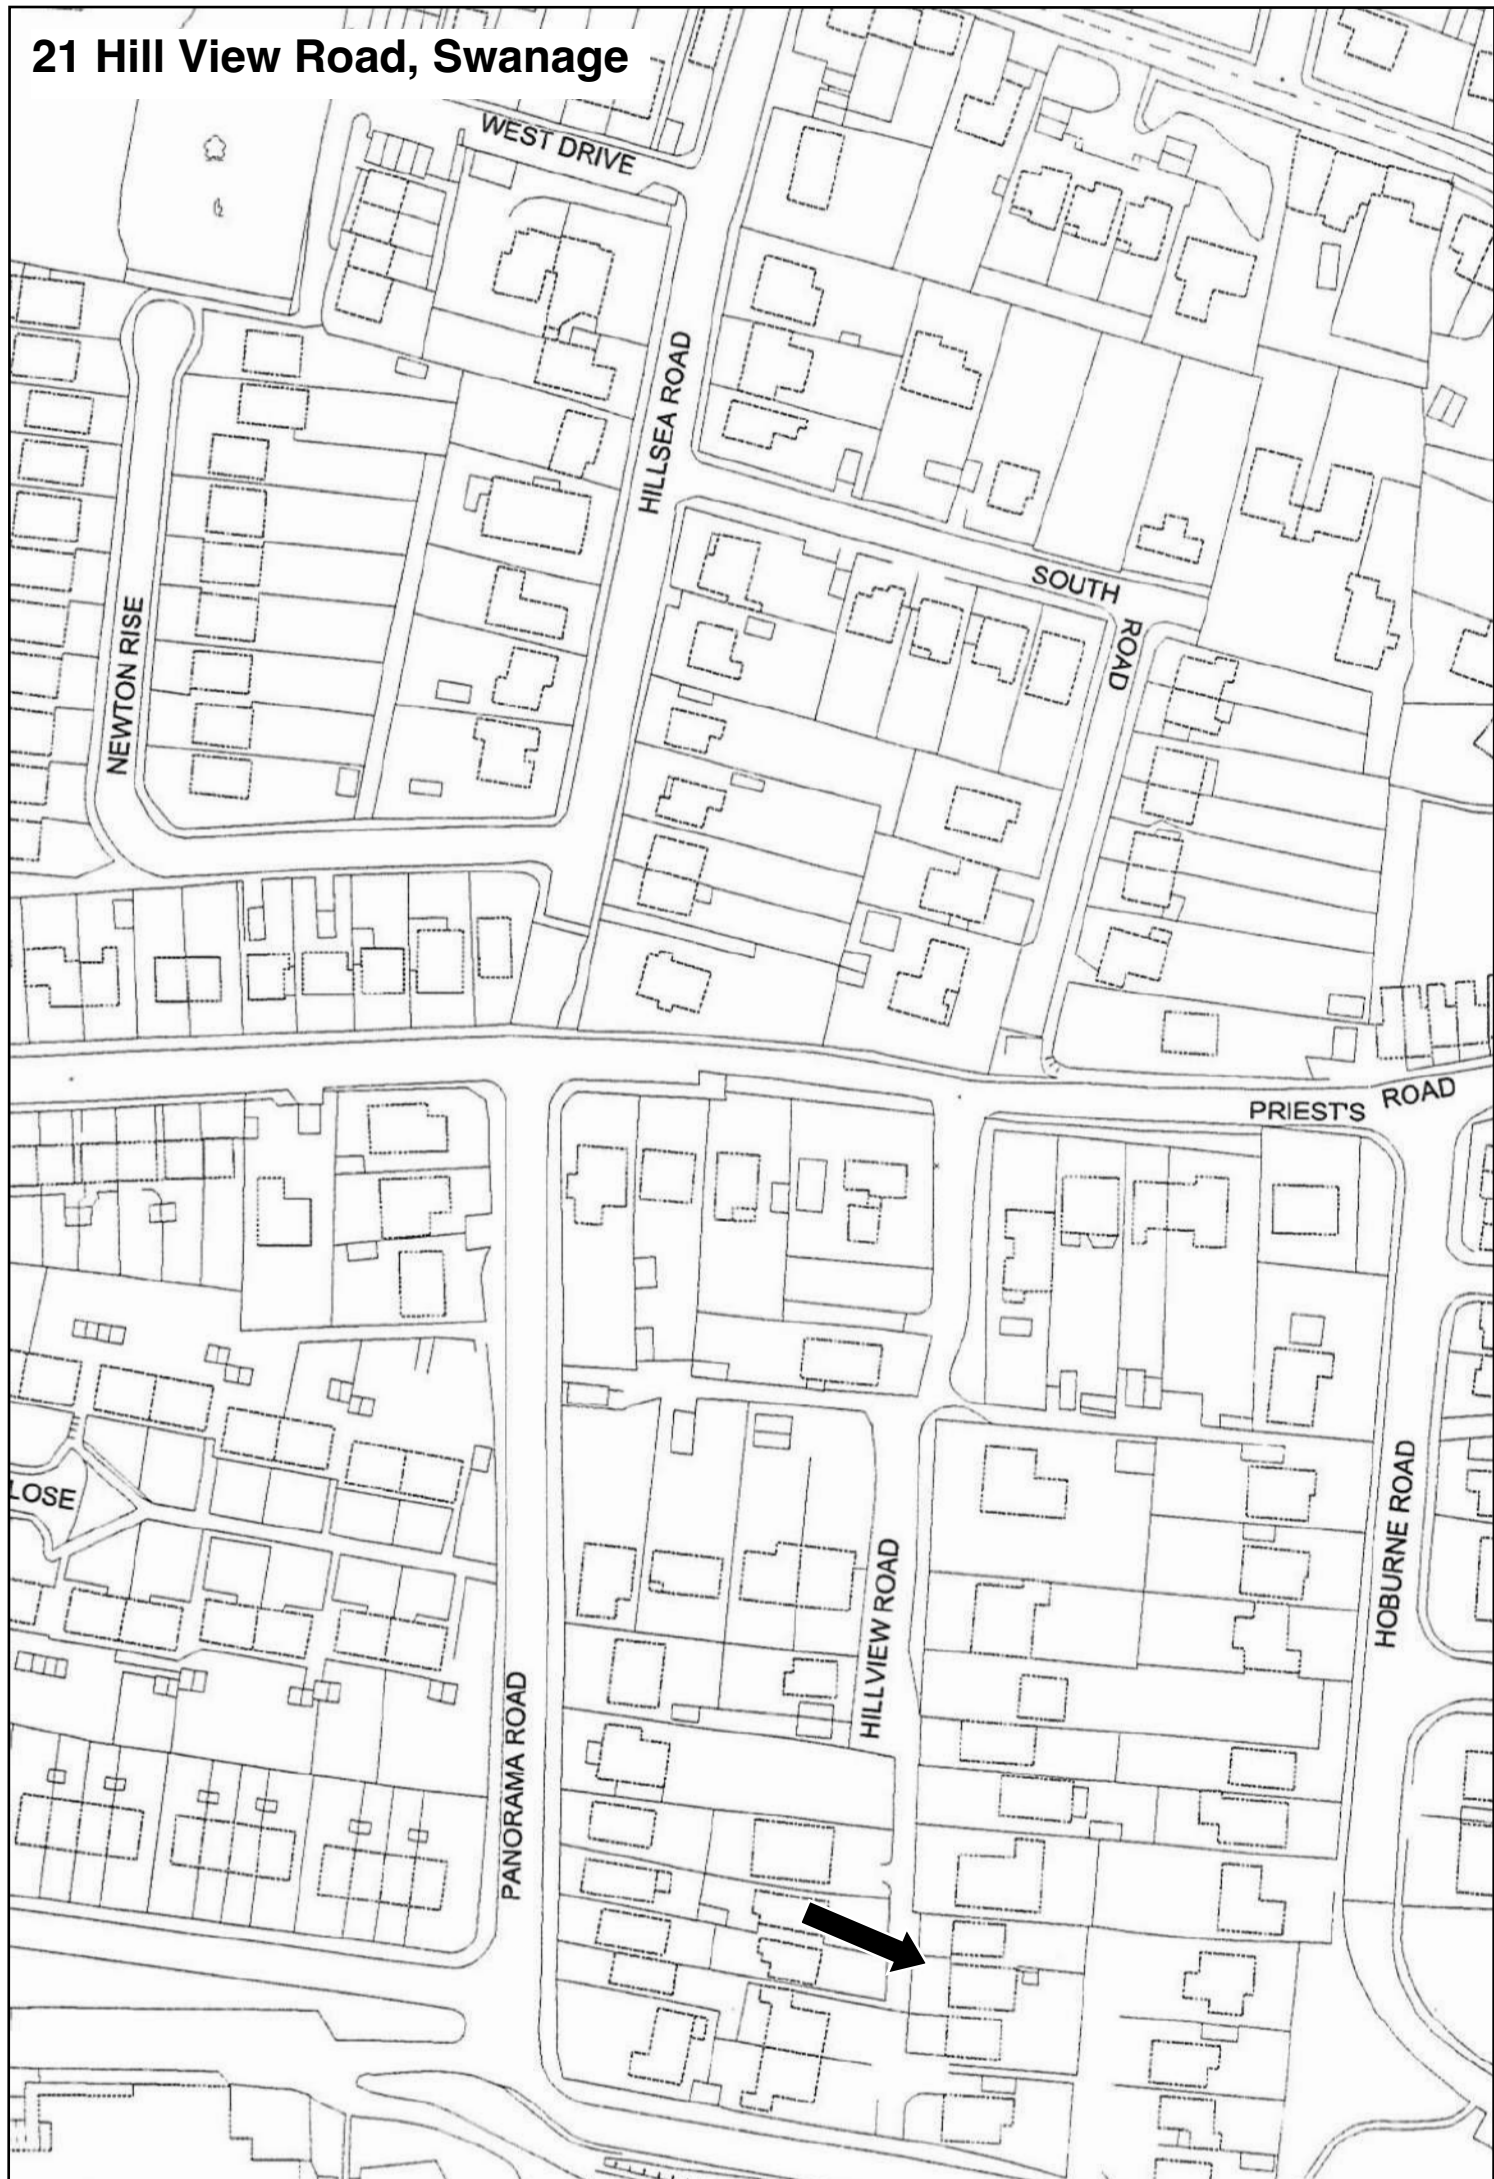 21 Hill View Road, Swanage
WEST DRIVE
HILLSEA ROAD
SOUTH
ROAD
NEWTON RISE
PRIEST'S ROAD
LOSE
HOBURNE ROAD
HILLVIEW ROAD
PANORAMA ROAD